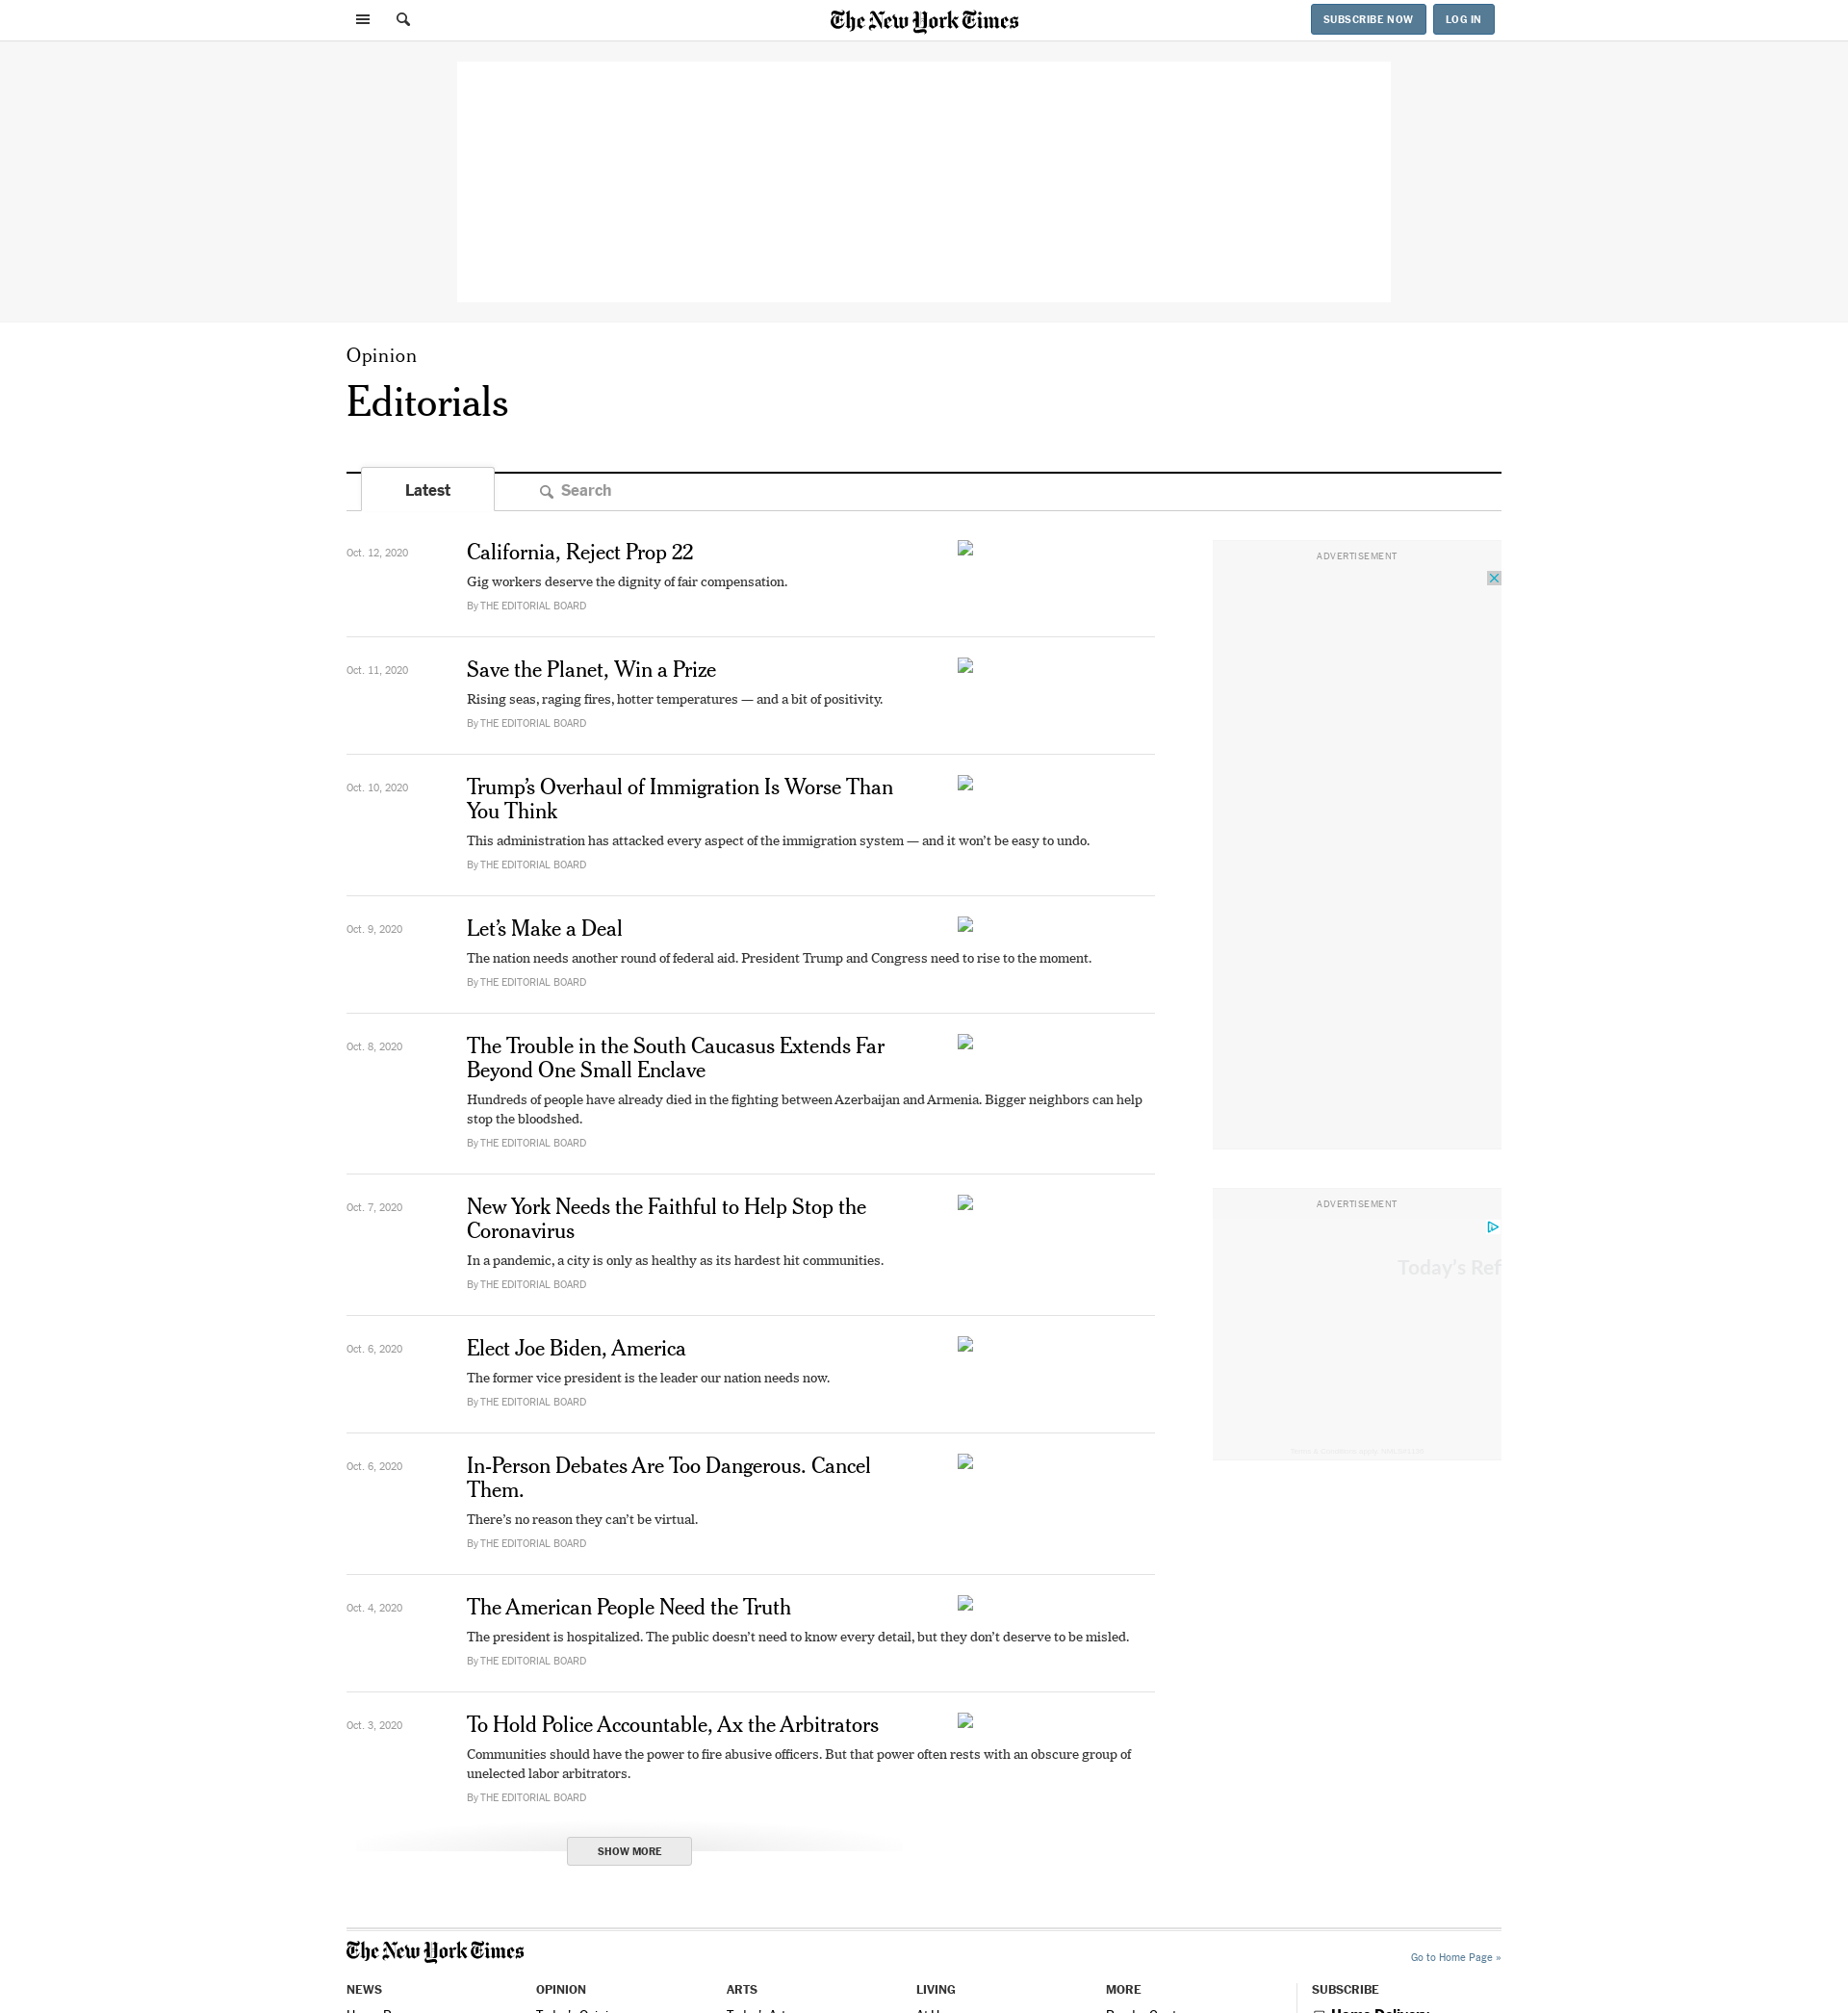 The New York Times
SUBSCRIBE NOW
LOG IN
Opinion
Editorials
Latest
Search
Oct. 12, 2020
California, Reject Prop 22
Gig workers deserve the dignity of fair compensation.
By THE EDITORIAL BOARD
Oct. 11, 2020
Save the Planet, Win a Prize
Rising seas, raging fires, hotter temperatures — and a bit of positivity.
By THE EDITORIAL BOARD
Oct. 10, 2020
Trump’s Overhaul of Immigration Is Worse Than
You Think
This administration has attacked every aspect of the immigration system — and it won’t be easy to undo.
By THE EDITORIAL BOARD
Oct. 9, 2020
Let’s Make a Deal
The nation needs another round of federal aid. President Trump and Congress need to rise to the moment.
By THE EDITORIAL BOARD
Oct. 8, 2020
The Trouble in the South Caucasus Extends Far
Beyond One Small Enclave
Hundreds of people have already died in the fighting between Azerbaijan and Armenia. Bigger neighbors can help
stop the bloodshed.
By THE EDITORIAL BOARD
Oct. 7, 2020
New York Needs the Faithful to Help Stop the
Coronavirus
In a pandemic, a city is only as healthy as its hardest hit communities.
By THE EDITORIAL BOARD
Oct. 6, 2020
Elect Joe Biden, America
The former vice president is the leader our nation needs now.
By THE EDITORIAL BOARD
Oct. 6, 2020
In-Person Debates Are Too Dangerous. Cancel
Them.
There’s no reason they can’t be virtual.
By THE EDITORIAL BOARD
Oct. 4, 2020
The American People Need the Truth
The president is hospitalized. The public doesn’t need to know every detail, but they don’t deserve to be misled.
By THE EDITORIAL BOARD
Oct. 3, 2020
To Hold Police Accountable, Ax the Arbitrators
Communities should have the power to fire abusive officers. But that power often rests with an obscure group of
unelected labor arbitrators.
By THE EDITORIAL BOARD
SHOW MORE
ADVERTISEMENT
ADVERTISEMENT
Today's Ref
The New York Times
Go to Home Page »
NEWS
OPINION
ARTS
LIVING
MORE
SUBSCRIBE
Home Delivery